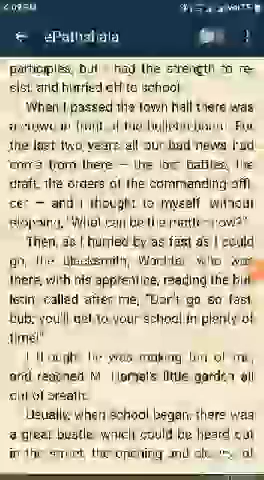 ePathshala
participles, but I had the strength to re-
sist, and hurried off to school.
When I passed the town hall there was
a crowd in front of the bulletin-board. For
the last two years all our bad news had
come from there — the lost battles, the
draft, the orders of the commanding offi-
cer — and I thought to myself, without
stopping, "What can be the matter now?"
Then, as I hurried by as fast as I could
go, the blacksmith, Wachter, who was
there, with his apprentice, reading the bul-
letin, called after me, "Don't go so fast,
bub; you'll get to your school in plenty of
time!"
I thought he was making fun of me,
and reached M. Hamel's little garden all
out of breath.
Usually, when school began, there was
a great bustle, which could be heard out
in the street, the opening and closing of